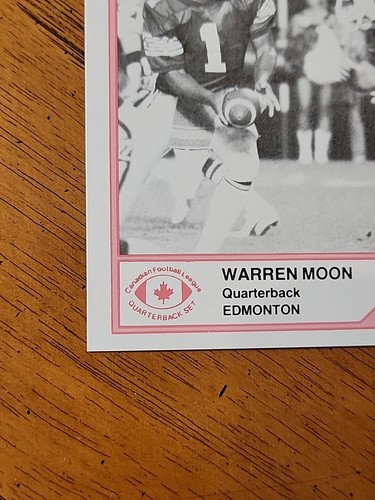 1
Canadian Football League
QUARTERBACK SET
WARREN MOON
Quarterback
EDMONTON